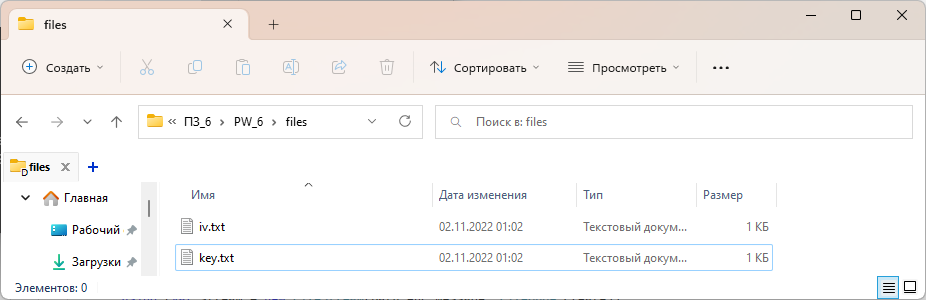 files
Создать
Сортировать
Просмотреть
ПЗ_6 PW_6 files
Поиск в: files
files
Главная
Рабочий
Загрузки
Имя Дата изменения Тип Размер
iv.txt 02.11.2022 01:02 Текстовый докум... 1 КБ
key.txt 02.11.2022 01:02 Текстовый докум... 1 КБ
Элементов: 0